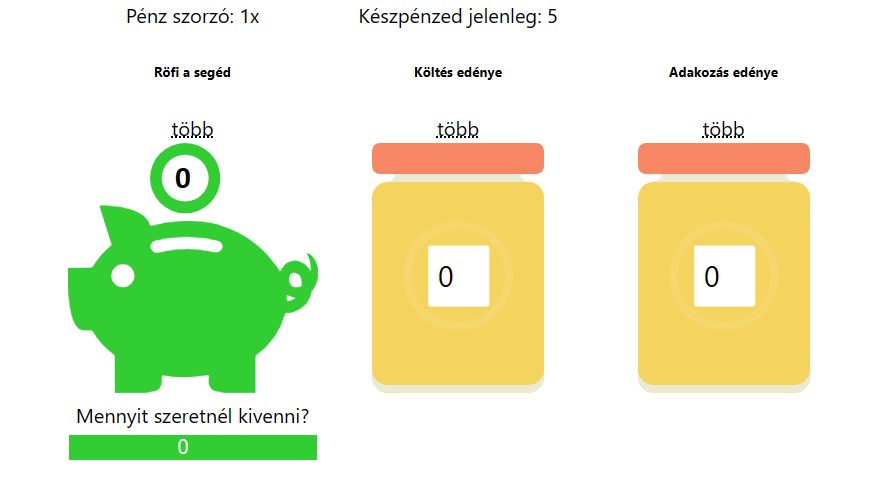 Pénz szorzó: 1x
Készpénzed jelenleg: 5
Röfi a segéd
Költés edénye
Adakozás edénye
több
több
több
0
0
0
Mennyit szeretnél kivenni?
0